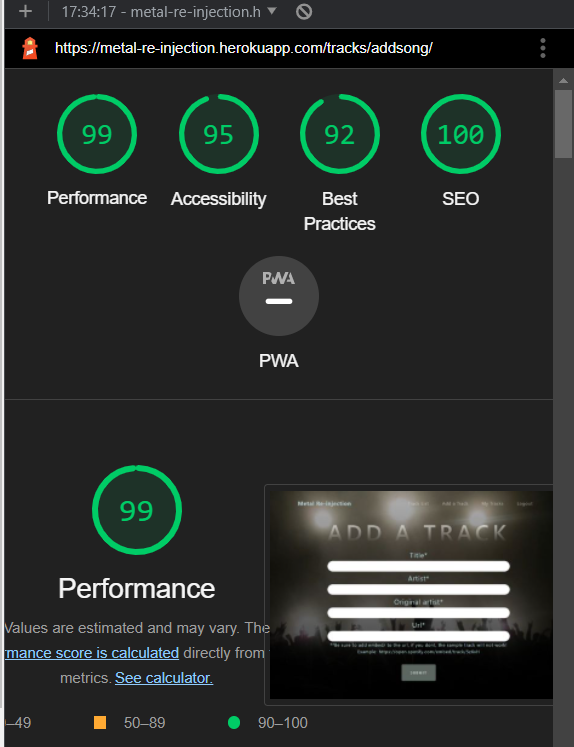 17:34:17 - metal-re-injection.h
https://metal-re-injection.herokuapp.com/tracks/addsong/
99
95
92
100
Performance
Accessibility
Best
Practices
SEO
PWA
PWA
99
Performance
Values are estimated and may vary. The
rmance score is calculated directly from
metrics. See calculator.
–49
50–89
90–100
Metal Re-Injection
Add a Track
My Tracks
Logout
ADD A TRACK
Title*
Artist*
Original artist*
Url*